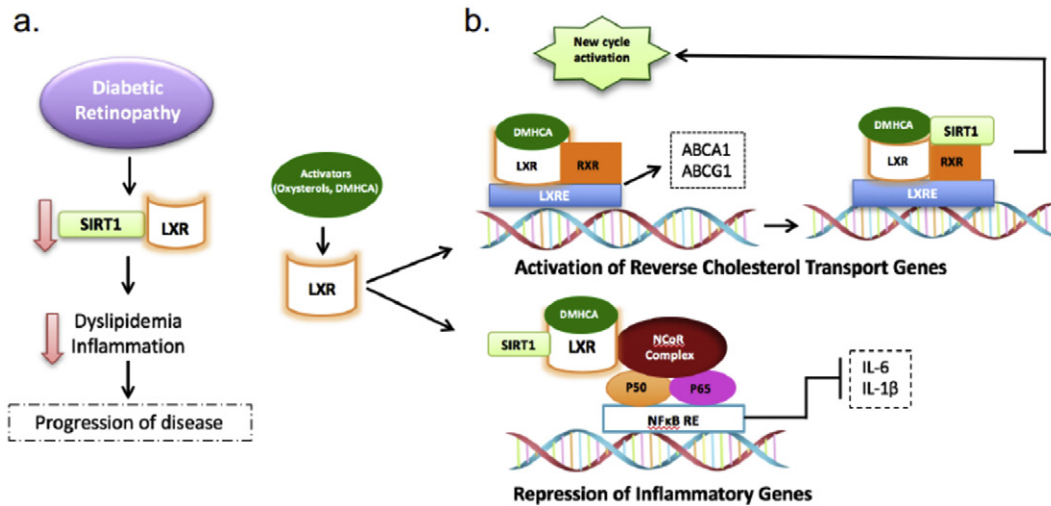 a.
Diabetic
Retinopathy
SIRT1
LXR
Dyslipidemia
Inflammation
Progression of disease
Activators
(Oxysterols, DMHCA)
LXR
b.
New cycle
activation
DMHCA
LXR
RXR
LXRE
ABCA1
ABCG1
DMHCA
SIRT1
LXR
RXR
LXRE
Activation of Reverse Cholesterol Transport Genes
SIRT1
DMHCA
LXR
NCoR
Complex
P50
P65
NFκB RE
IL-6
IL-1β
Repression of Inflammatory Genes